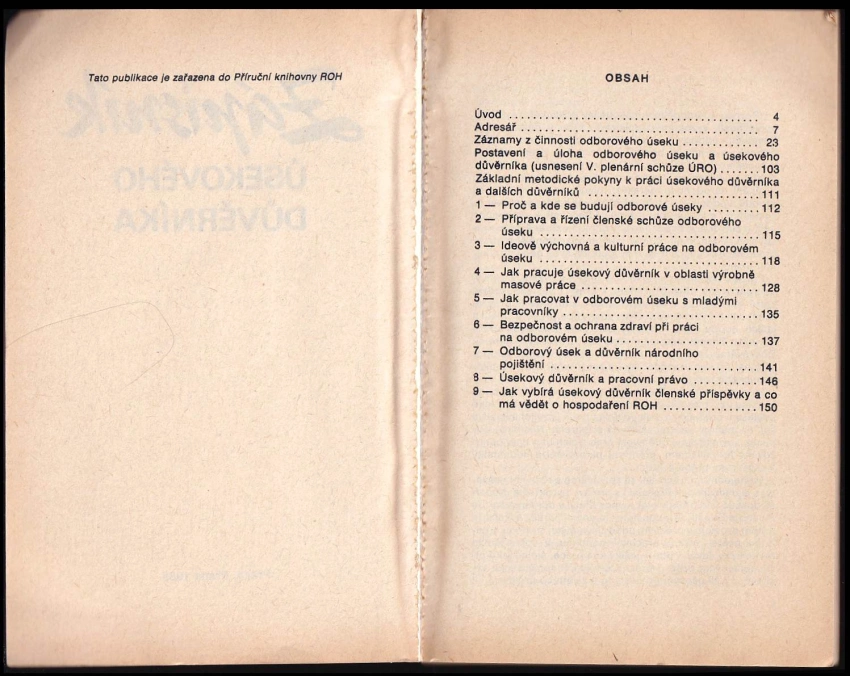 Tato publikace je zařazena do Příruční knihovny ROH
Zápisník
ÚSEKOVÉHO
DŮVĚRNÍKA
OBSAH
Úvod .................................... 4
Adresář .................................. 7
Záznamy z činnosti odborového úseku ............ 23
Postavení a úloha odborového úseku a úsekového
důvěrníka (usnesení V. plenární schůze ÚRO) ...... 103
Základní metodické pokyny k práci úsekového důvěrníka
a dalších důvěrníků ......................... 111
1 — Proč a kde se budují odborové úseky ........ 112
2 — Příprava a řízení členské schůze odborového
úseku ................................ 115
3 — Ideově výchovná a kulturní práce na odborovém
úseku ................................ 118
4 — Jak pracuje úsekový důvěrník v oblasti výrobně
masové práce .......................... 128
5 — Jak pracovat v odborovém úseku s mladými
pracovníky ............................. 135
6 — Bezpečnost a ochrana zdraví při práci
na odborovém úseku ..................... 137
7 — Odborový úsek a důvěrník národního
pojištění .............................. 141
8 — Úsekový důvěrník a pracovní právo ......... 146
9 — Jak vybírá úsekový důvěrník členské příspěvky a co
má vědět o hospodaření ROH .............. 150